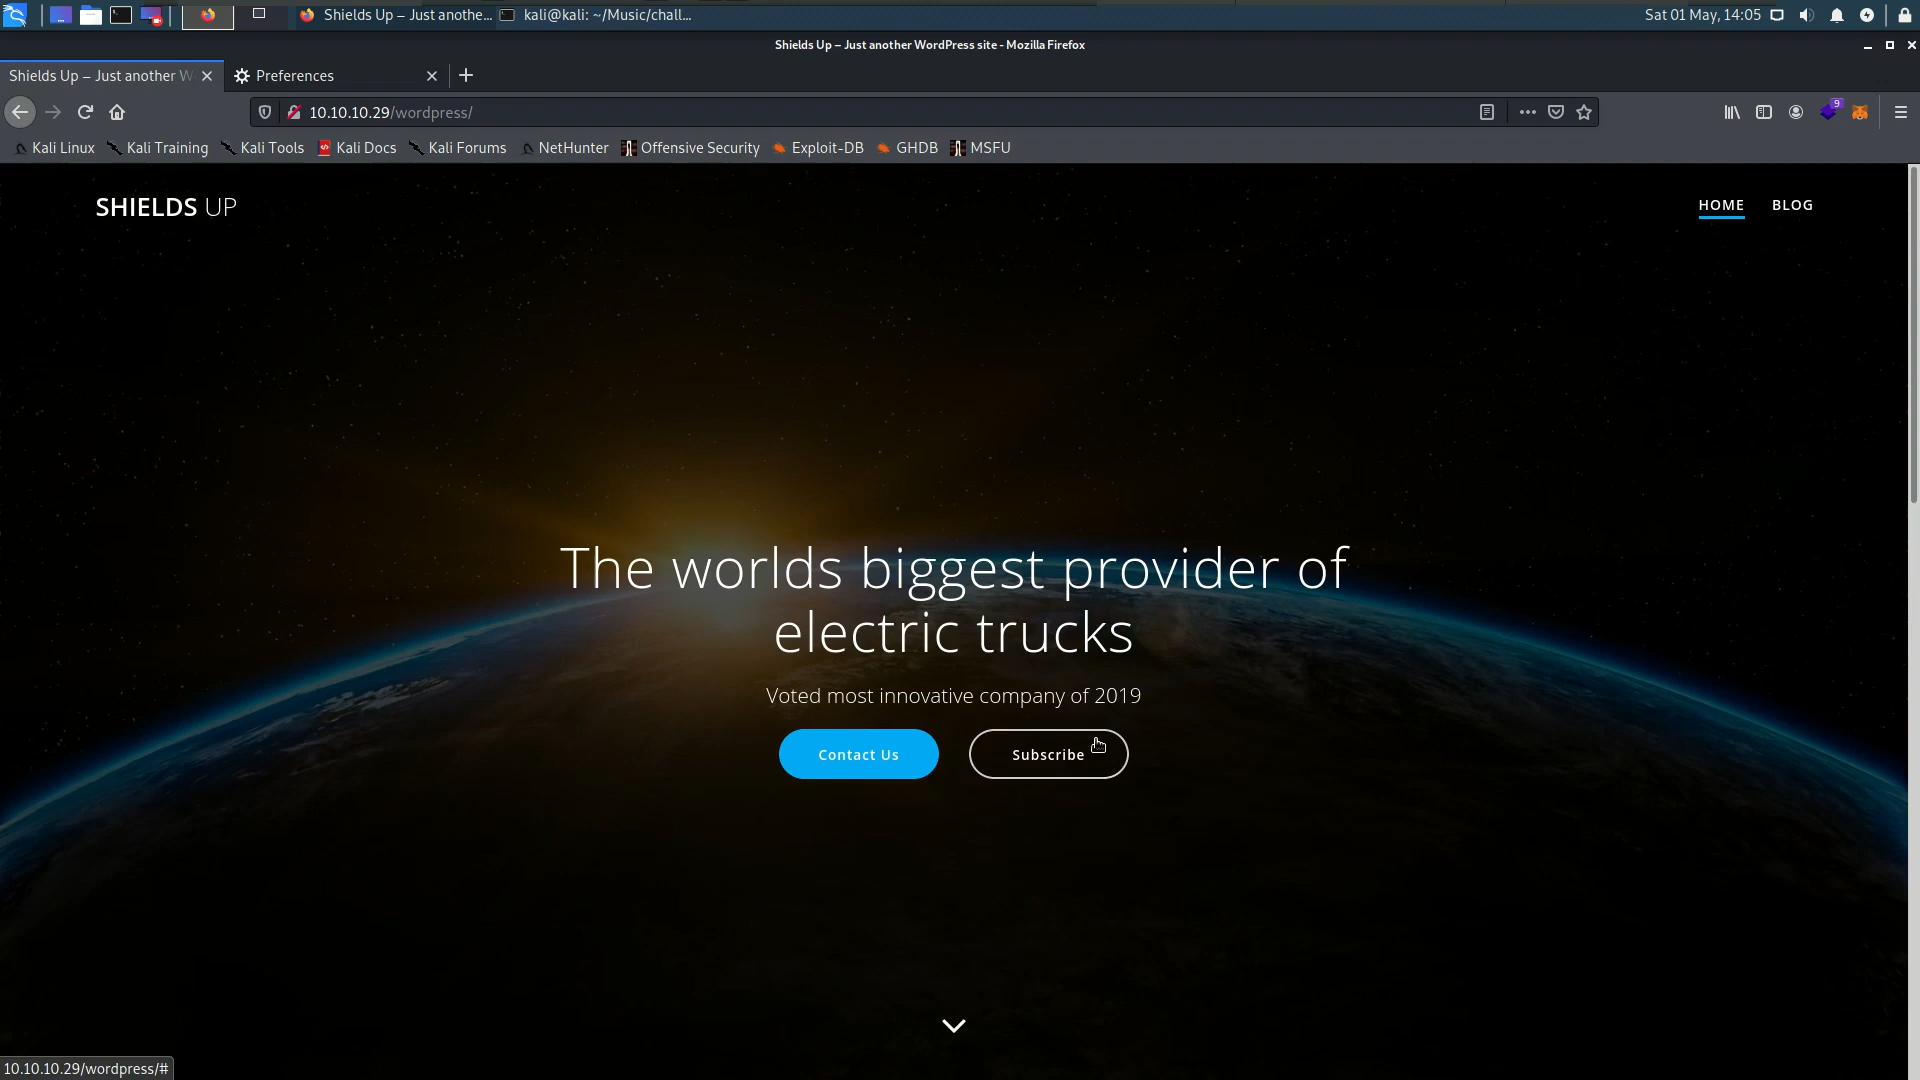 Shields Up – Just anothe...
kali@kali: ~/Music/chall...
Sat 01 May, 14:05
Shields Up – Just another WordPress site - Mozilla Firefox
Shields Up – Just another W
Preferences
10.10.10.29/wordpress/
9
Kali Linux
Kali Training
Kali Tools
Kali Docs
Kali Forums
NetHunter
Offensive Security
Exploit-DB
GHDB
MSFU
SHIELDS UP
HOME
BLOG
The worlds biggest provider of
electric trucks
Voted most innovative company of 2019
Contact Us
Subscribe
10.10.10.29/wordpress/#